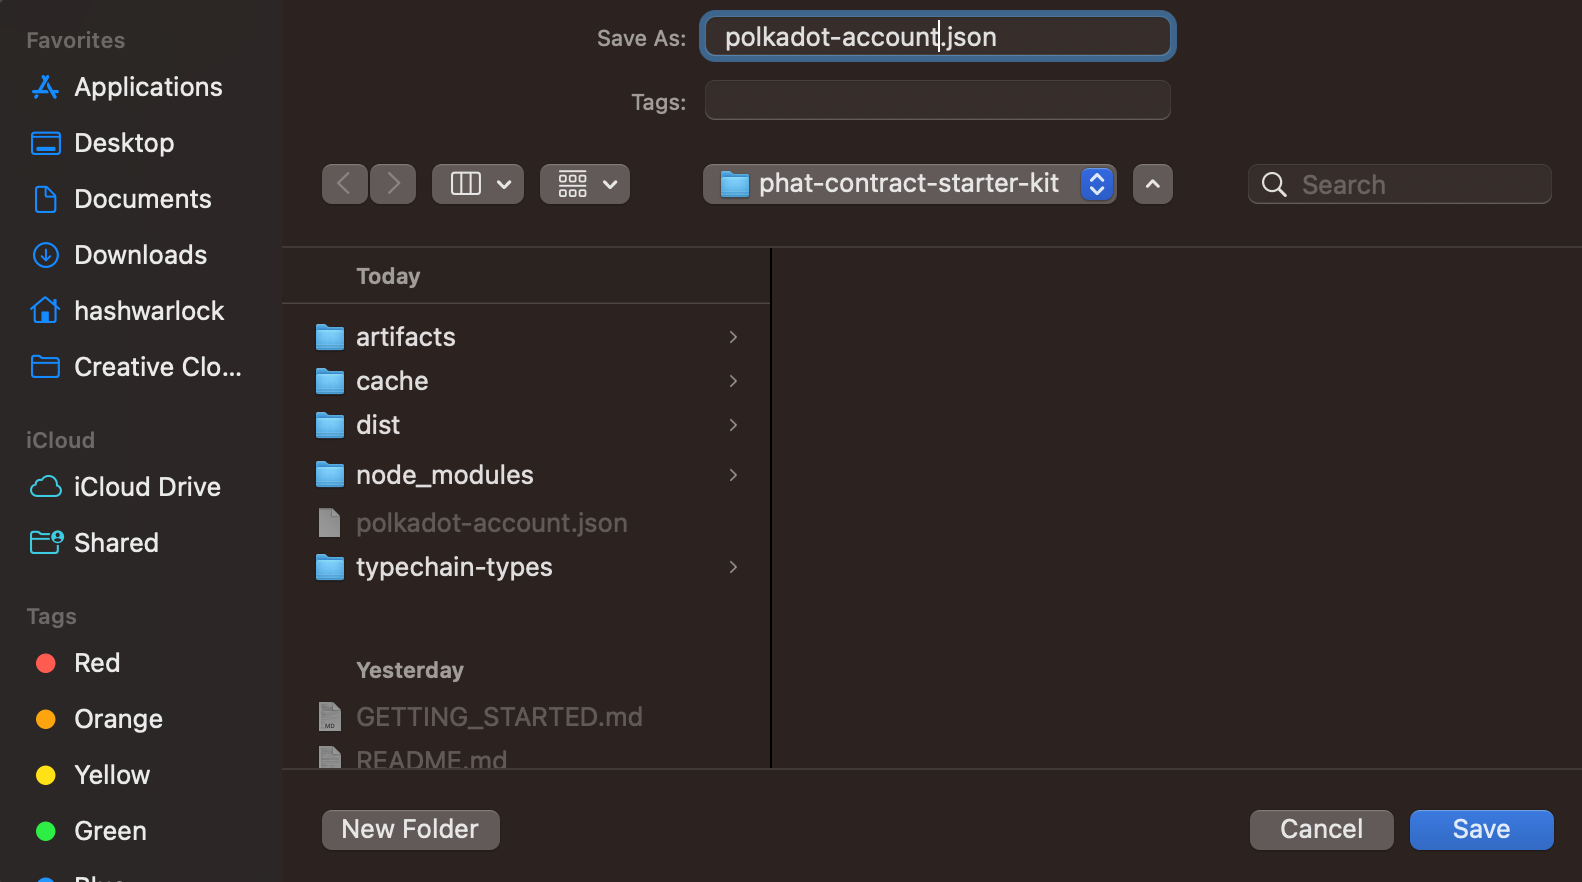 Favorites
Applications
Desktop
Documents
Downloads
hashwarlock
Creative Clo...
iCloud
iCloud Drive
Shared
Tags
Red
Orange
Yellow
Green
Save As: polkadot-account.json
Tags:
phat-contract-starter-kit
Search
Today
artifacts
cache
dist
node_modules
polkadot-account.json
typechain-types
Yesterday
MD GETTING_STARTED.md
README.md
New Folder
Cancel
Save